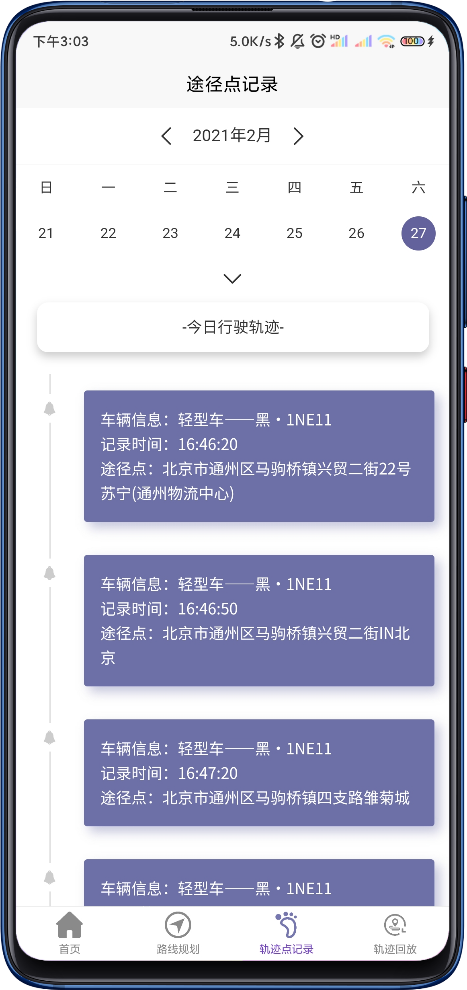 下午3:03
5.0K/s
HD
100
途径点记录
2021年2月
日 一 二 三 四 五 六
21 22 23 24 25 26 27
-今日行驶轨迹-
车辆信息：轻型车——黑·1NE11
记录时间：16:46:20
途径点：北京市通州区马驹桥镇兴贸二街22号
苏宁(通州物流中心)
车辆信息：轻型车——黑·1NE11
记录时间：16:46:50
途径点：北京市通州区马驹桥镇兴贸二街IN北
京
车辆信息：轻型车——黑·1NE11
记录时间：16:47:20
途径点：北京市通州区马驹桥镇四支路雏菊城
车辆信息：轻型车——黑·1NE11
首页 路线规划 轨迹点记录 轨迹回放